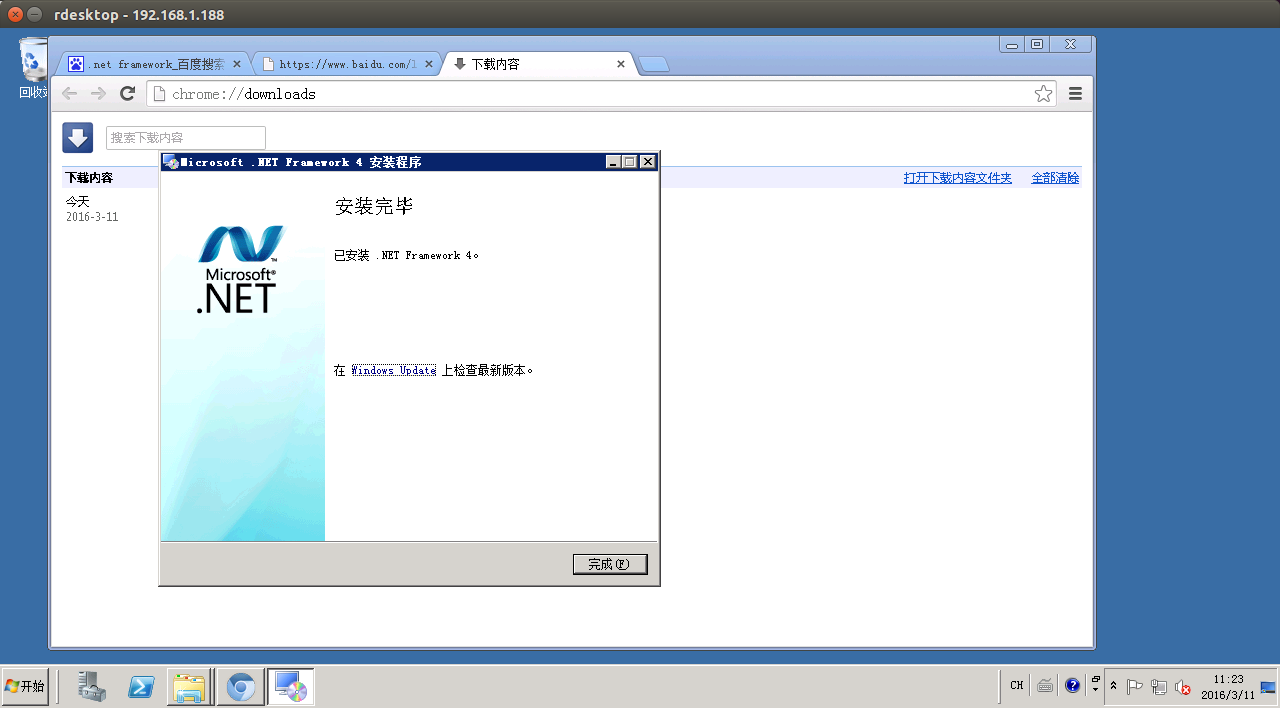 rdesktop - 192.168.1.188
.net framework_百度搜索
https://www.baidu.com/l
下载内容
chrome://downloads
搜索下载内容
下载内容
打开下载内容文件夹
全部清除
今天
2016-3-11
Microsoft .NET Framework 4 安装程序
安装完毕
已安装 .NET Framework 4。
Microsoft®
.NET™
在 Windows Update 上检查最新版本。
完成(F)
开始
CH
11:23
2016/3/11